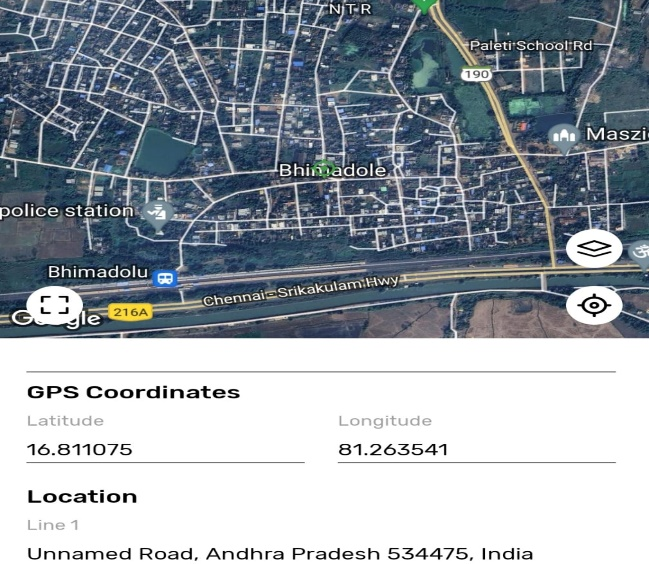 NTR
Paleti School Rd
190
Maszi
Bhimadole
police station
Bhimadolu
Chennai - Srikakulam Hwy
216A
Google
GPS Coordinates
Latitude
Longitude
16.811075
81.263541
Location
Line 1
Unnamed Road, Andhra Pradesh 534475, India